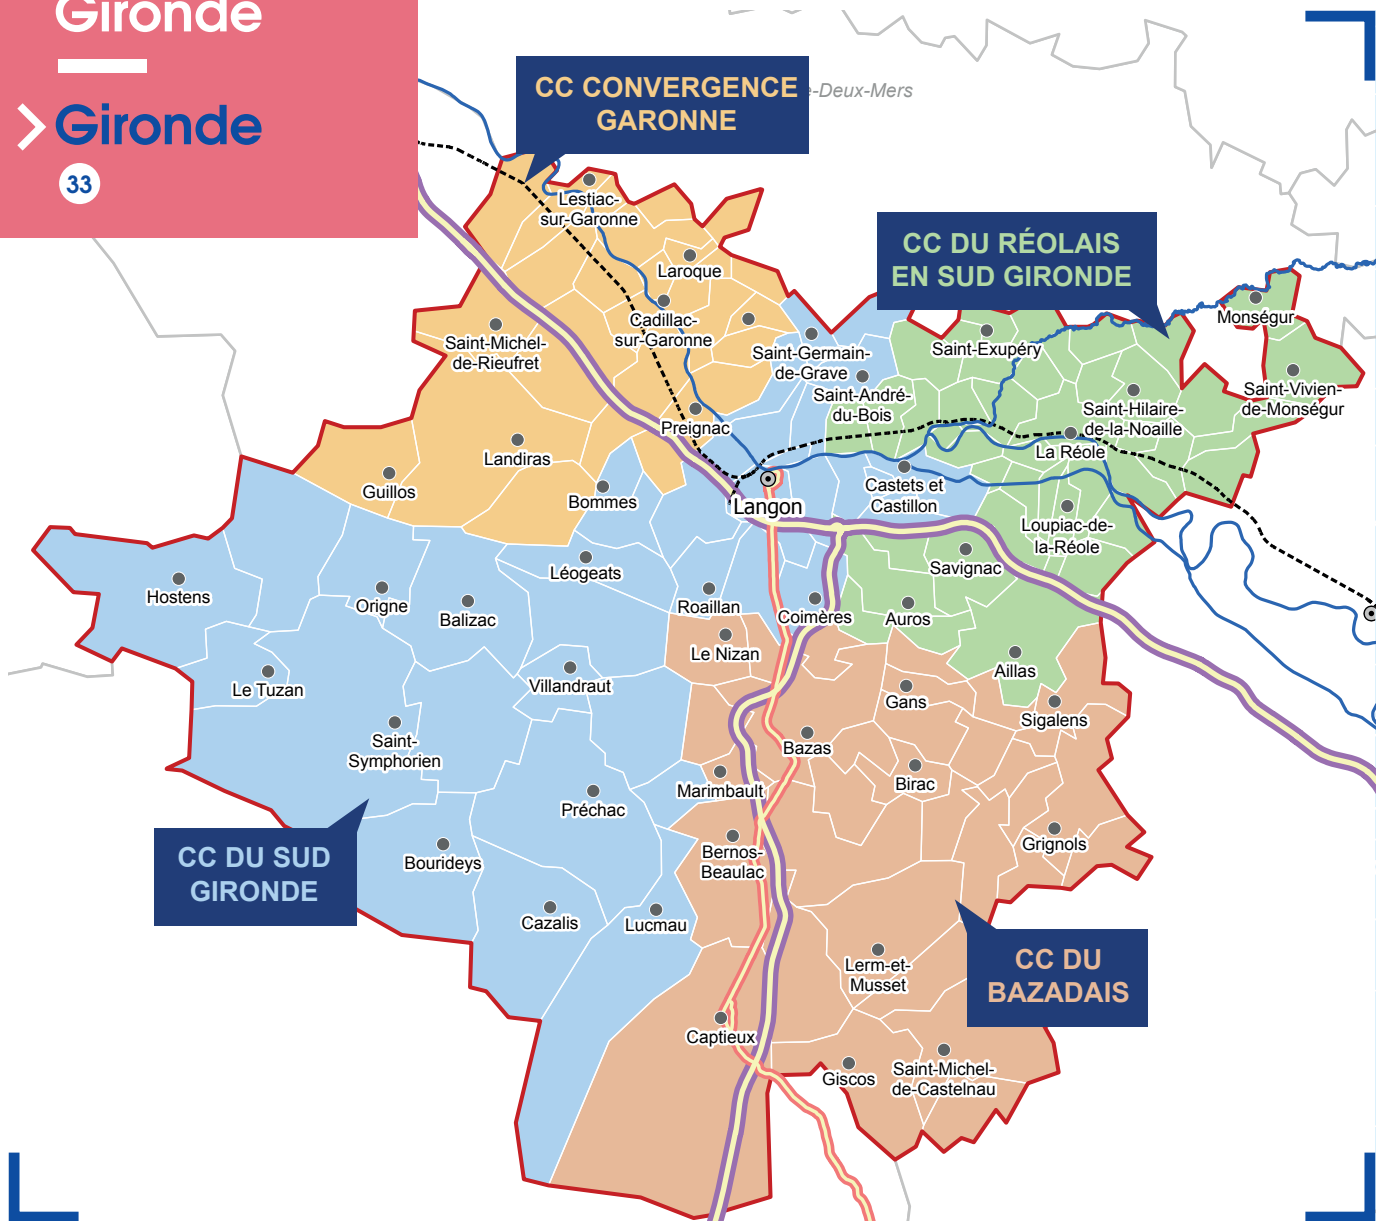 Gironde
Gironde
33
CC CONVERGENCE
GARONNE
-Deux-Mers
CC DU RÉOLAIS
EN SUD GIRONDE
Lestiac-
sur-Garonne
Laroque
Cadillac-
sur-Garonne
Saint-Michel-
de-Rieufret
Saint-Germain-
de-Grave
Saint-André-
du-Bois
Saint-Exupéry
Monségur
Saint-Vivien-
de-Monségur
Saint-Hilaire-
de-la-Noaille
La Réole
Preignac
Landiras
Guillos
Bommes
Langon
Castets et
Castillon
Loupiac-de-
la-Réole
Savignac
Léogeats
Hostens
Origne
Balizac
Roaillan
Coimères
Auros
Le Nizan
Aillas
Le Tuzan
Villandraut
Gans
Sigalens
Saint-
Symphorien
Bazas
Birac
Marimbault
Préchac
Grignols
CC DU SUD
GIRONDE
Bourideys
Bernos-
Beaulac
Cazalis
Lucmau
Lerm-et-
Musset
CC DU
BAZADAIS
Captieux
Giscos
Saint-Michel-
de-Castelnau